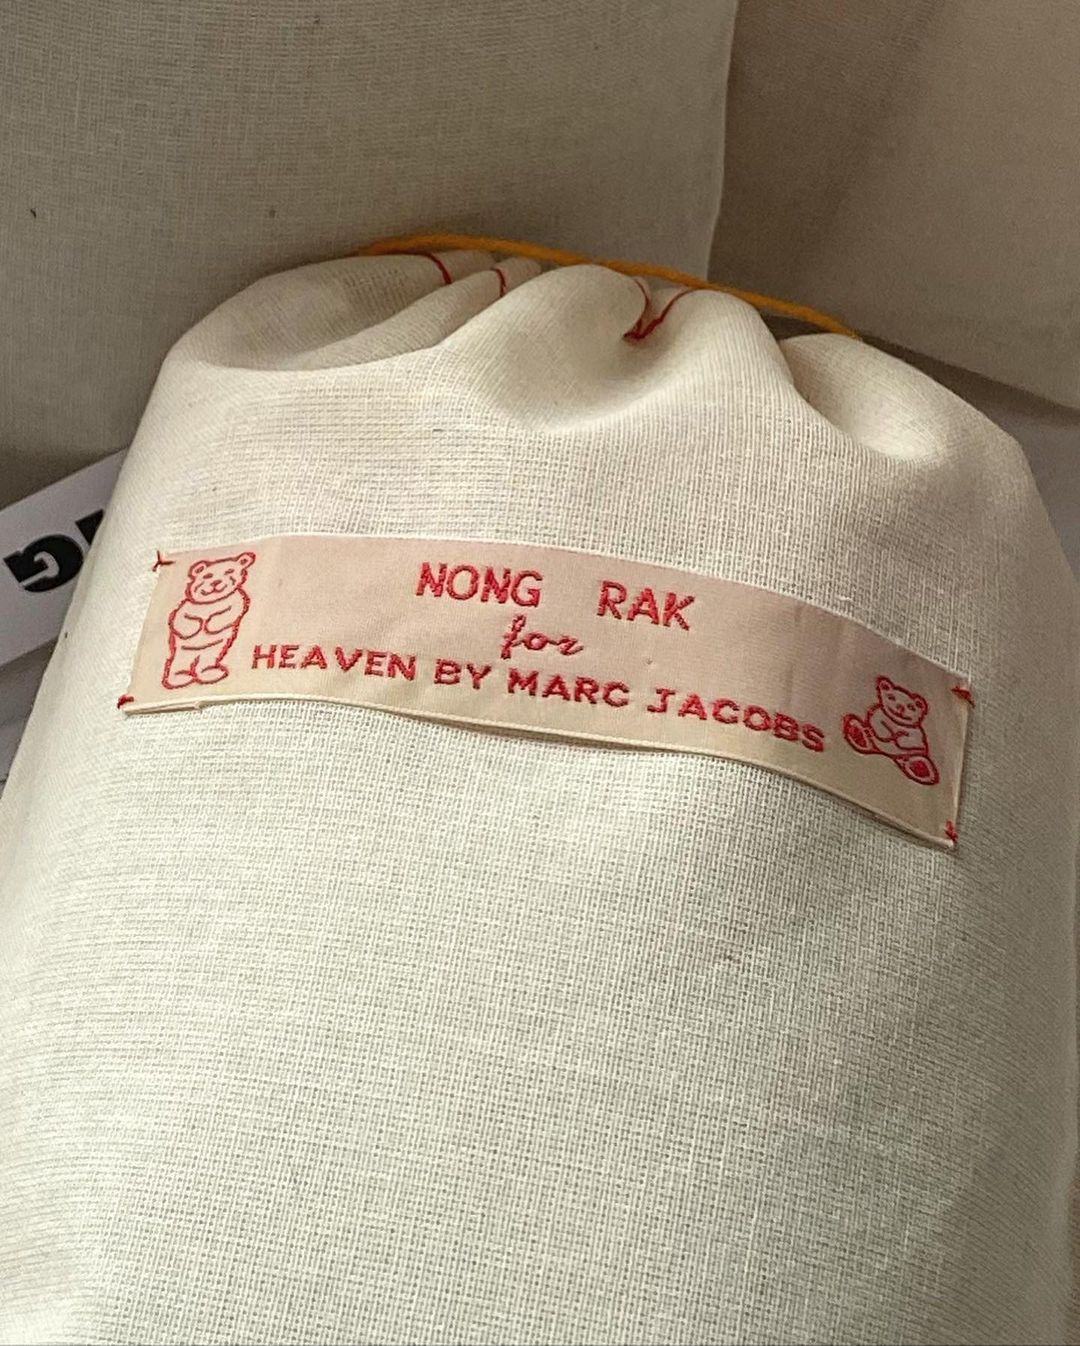 NONG RAK
for
HEAVEN BY MARC JACOBS